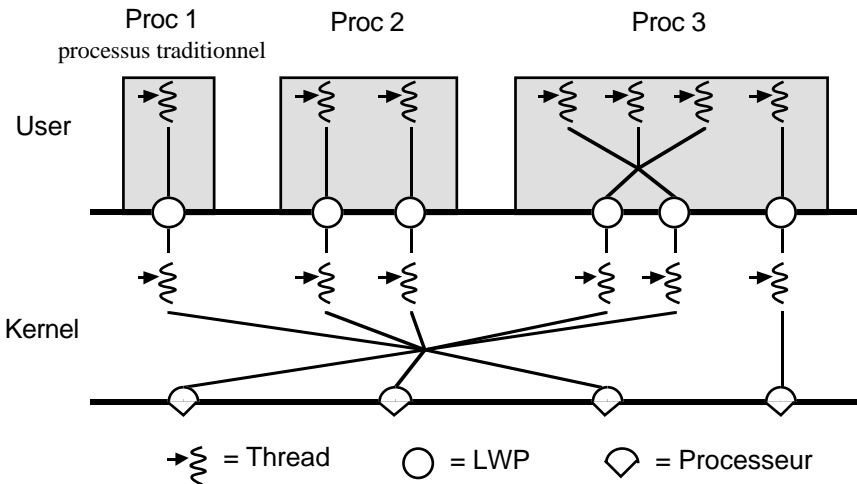 Proc 1
processus traditionnel
Proc 2
Proc 3
User
Kernel
= Thread
= LWP
= Processeur